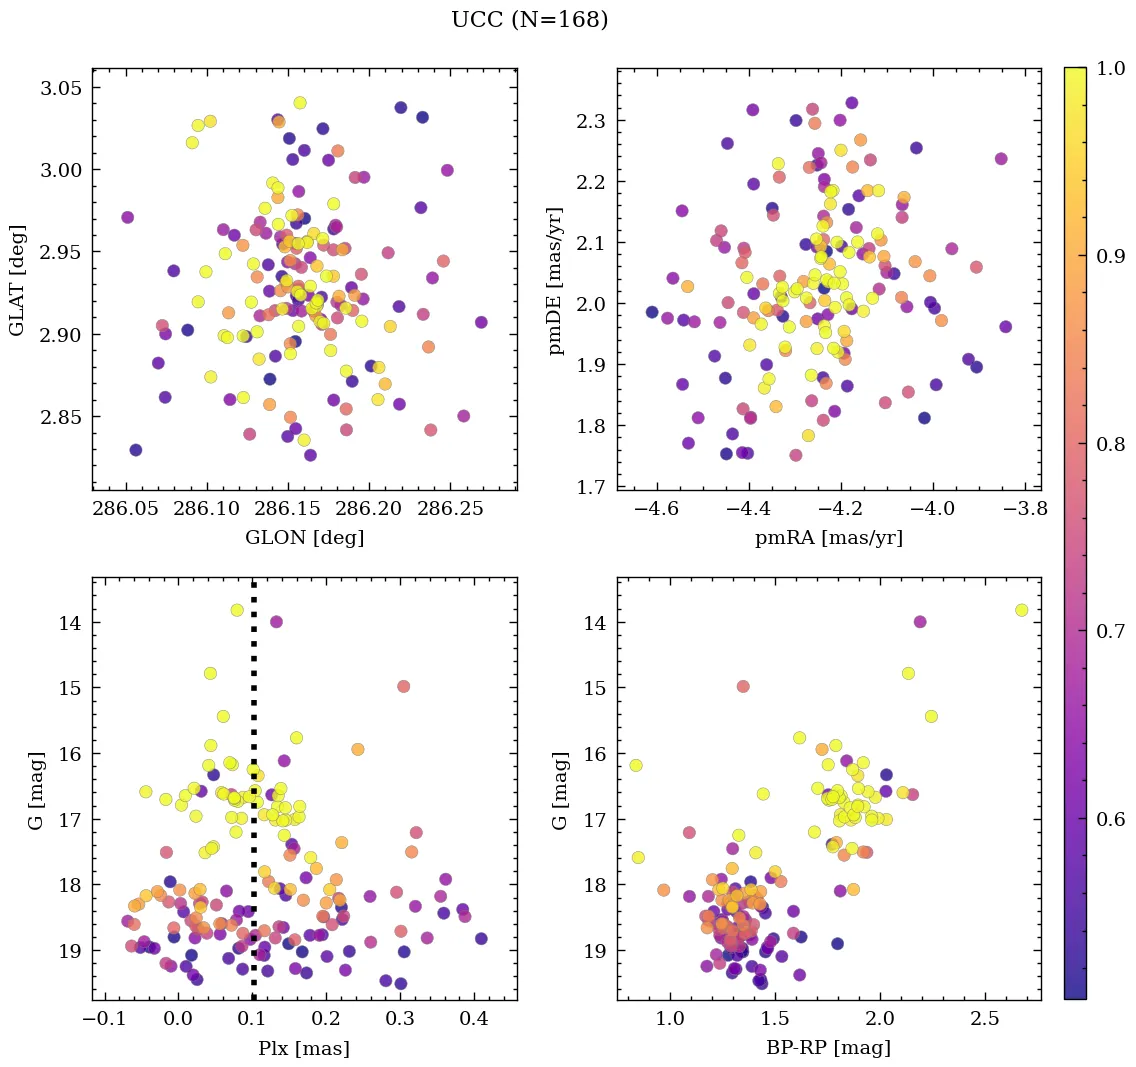 UCC (N=168)
3.05
3.00
2.95
2.90
2.85
GLAT [deg]
286.05 286.10 286.15 286.20 286.25
GLON [deg]
2.3
2.2
2.1
2.0
1.9
1.8
1.7
pmDE [mas/yr]
−4.6 −4.4 −4.2 −4.0 −3.8
pmRA [mas/yr]
1.0
0.9
0.8
0.7
0.6
14
15
16
17
18
19
G [mag]
−0.1 0.0 0.1 0.2 0.3 0.4
Plx [mas]
14
15
16
17
18
19
G [mag]
1.0 1.5 2.0 2.5
BP-RP [mag]